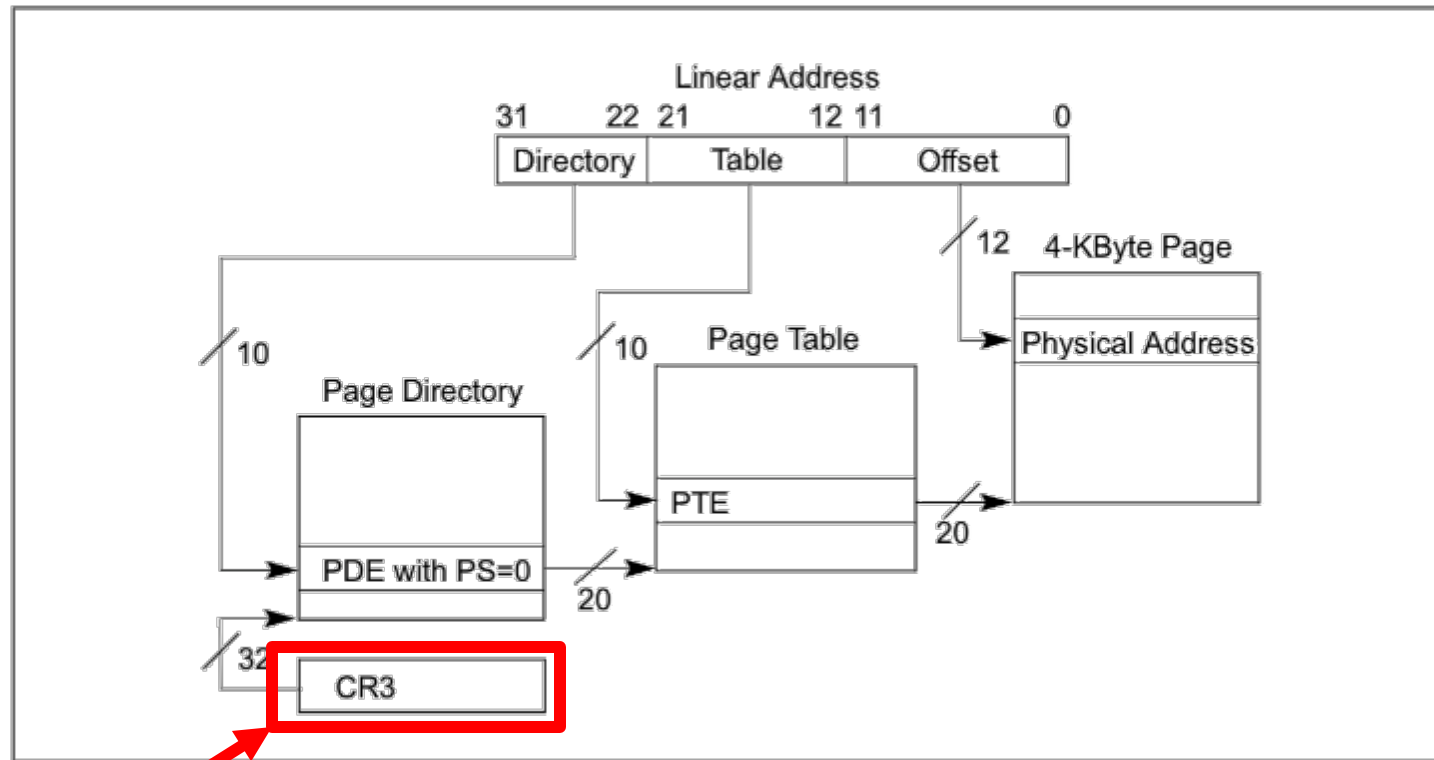 Linear Address
31 22 21 12 11 0
Directory Table Offset
12 4-KByte Page
10 10 Page Table Physical Address
Page Directory
PTE
20
PDE with PS=0
20
32
CR3